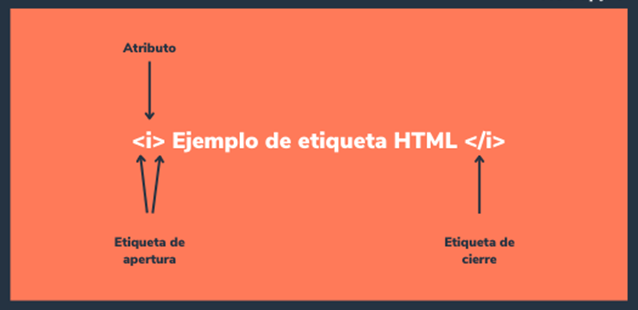 Atributo
<i> Ejemplo de etiqueta HTML </i>
Etiqueta de
apertura
Etiqueta de
cierre